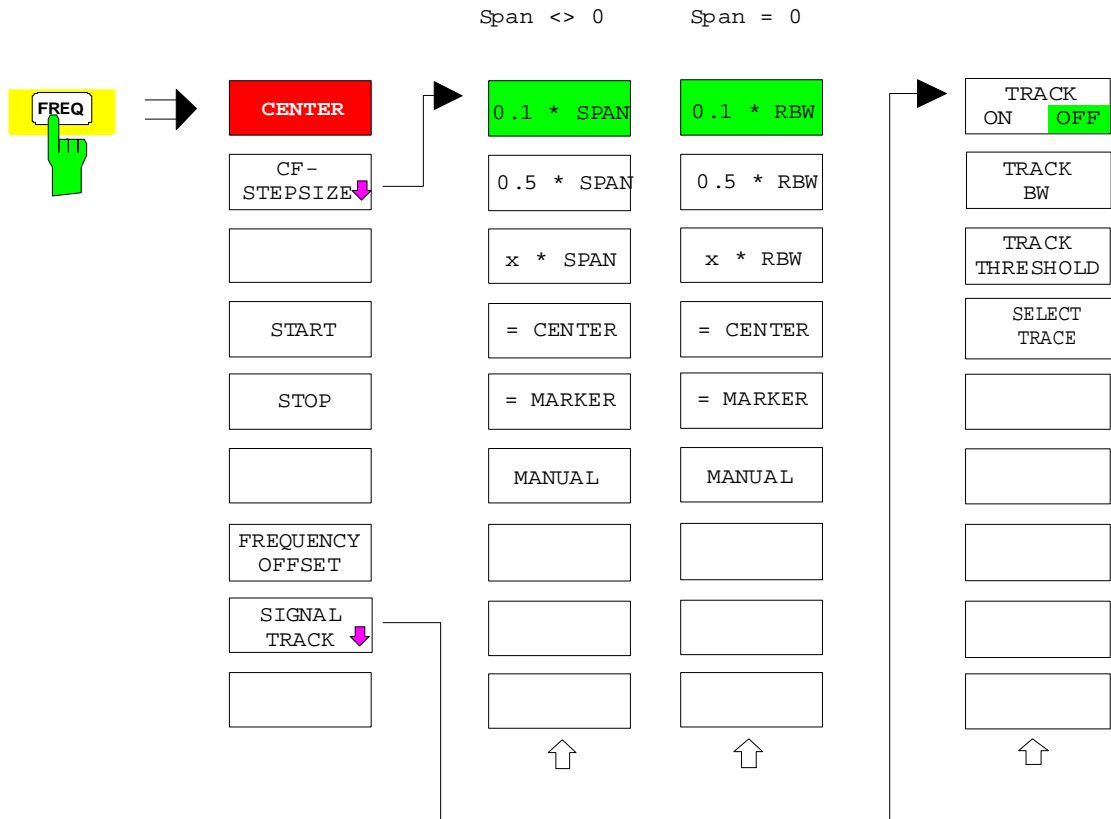 Span <> 0
Span = 0
FREQ
CENTER
CF-
STEPSIZE
START
STOP
FREQUENCY
OFFSET
SIGNAL
TRACK
0.1 * SPAN
0.5 * SPAN
x * SPAN
= CENTER
= MARKER
MANUAL
0.1 * RBW
0.5 * RBW
x * RBW
= CENTER
= MARKER
MANUAL
TRACK
ON OFF
TRACK
BW
TRACK
THRESHOLD
SELECT
TRACE